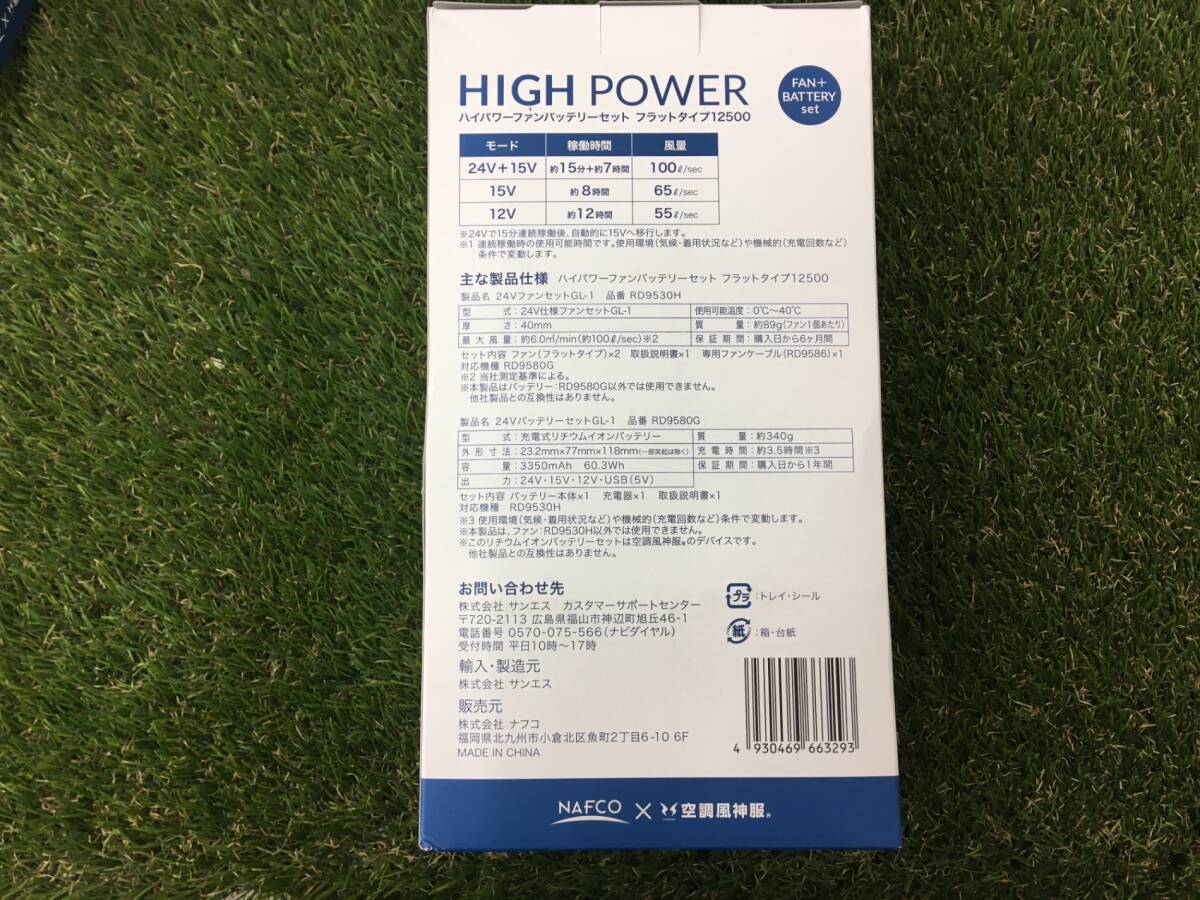 HIGH POWER
FAN+
BATTERY
set
ハイパワーファンバッテリーセット フラットタイプ12500
モード 稼働時間 風量
24V+15V 約15分+約7時間 100ℓ/sec
15V 約8時間 65ℓ/sec
12V 約12時間 55ℓ/sec
※24Vで15分連続稼働後、自動的に15Vへ移行します。
※1 連続稼働時の使用可能時間です。使用環境(気候・着用状況など)や機械的(充電回数など)
条件で変動します。
主な製品仕様 ハイパワーファンバッテリーセット フラットタイプ12500
製品名 24VファンセットGL-1 品番 RD9530H
型式:24V仕様ファンセットGL-1 使用可能温度:0℃～40℃
厚さ:40mm 質量:約89g(ファン1個あたり)
最大風量:約6.0㎥/min(約100ℓ/sec)※2 保証期間:購入日から6ヶ月間
セット内容 ファン(フラットタイプ)×2 取扱説明書×1 専用ファンケーブル(RD9586)×1
対応機種 RD9580G
※2 当社測定基準による。
※本製品はバッテリー:RD9580G以外では使用できません。
他社製品との互換性はありません。
製品名 24VバッテリーセットGL-1 品番 RD9580G
型式:充電式リチウムイオンバッテリー 質量:約340g
外形寸法:23.2mm×77mm×118mm(一部突起は除く) 充電時間:約3.5時間※3
容量:3350mAh 60.3Wh 保証期間:購入日から1年間
出力:24V・15V・12V・USB(5V)
セット内容 バッテリー本体×1 充電器×1 取扱説明書×1
対応機種 RD9530H
※3 使用環境(気候・着用状況など)や機械的(充電回数など)条件で変動します。
※本製品は、ファン:RD9530H以外では使用できません。
※このリチウムイオンバッテリーセットは空調風神服®のデバイスです。
他社製品との互換性はありません。
お問い合わせ先
株式会社 サンエス カスタマーサポートセンター
〒720-2113 広島県福山市神辺町旭丘46-1
電話番号 0570-075-566(ナビダイヤル)
受付時間 平日10時～17時
プラ:トレイ・シール
紙:箱・台紙
輸入・製造元
株式会社 サンエス
販売元
株式会社 ナフコ
福岡県北九州市小倉北区魚町2丁目6-10 6F
MADE IN CHINA
4 930469 663293
NAFCO × 空調風神服®